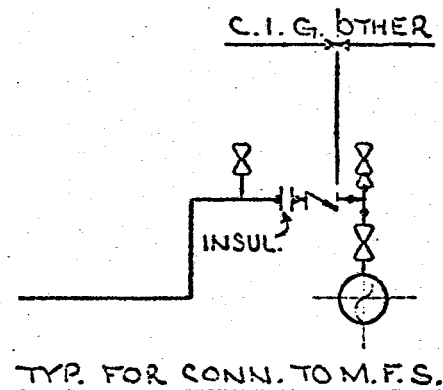 C.I.G. OTHER
INSUL.
TYP. FOR CONN. TO M.F.S.